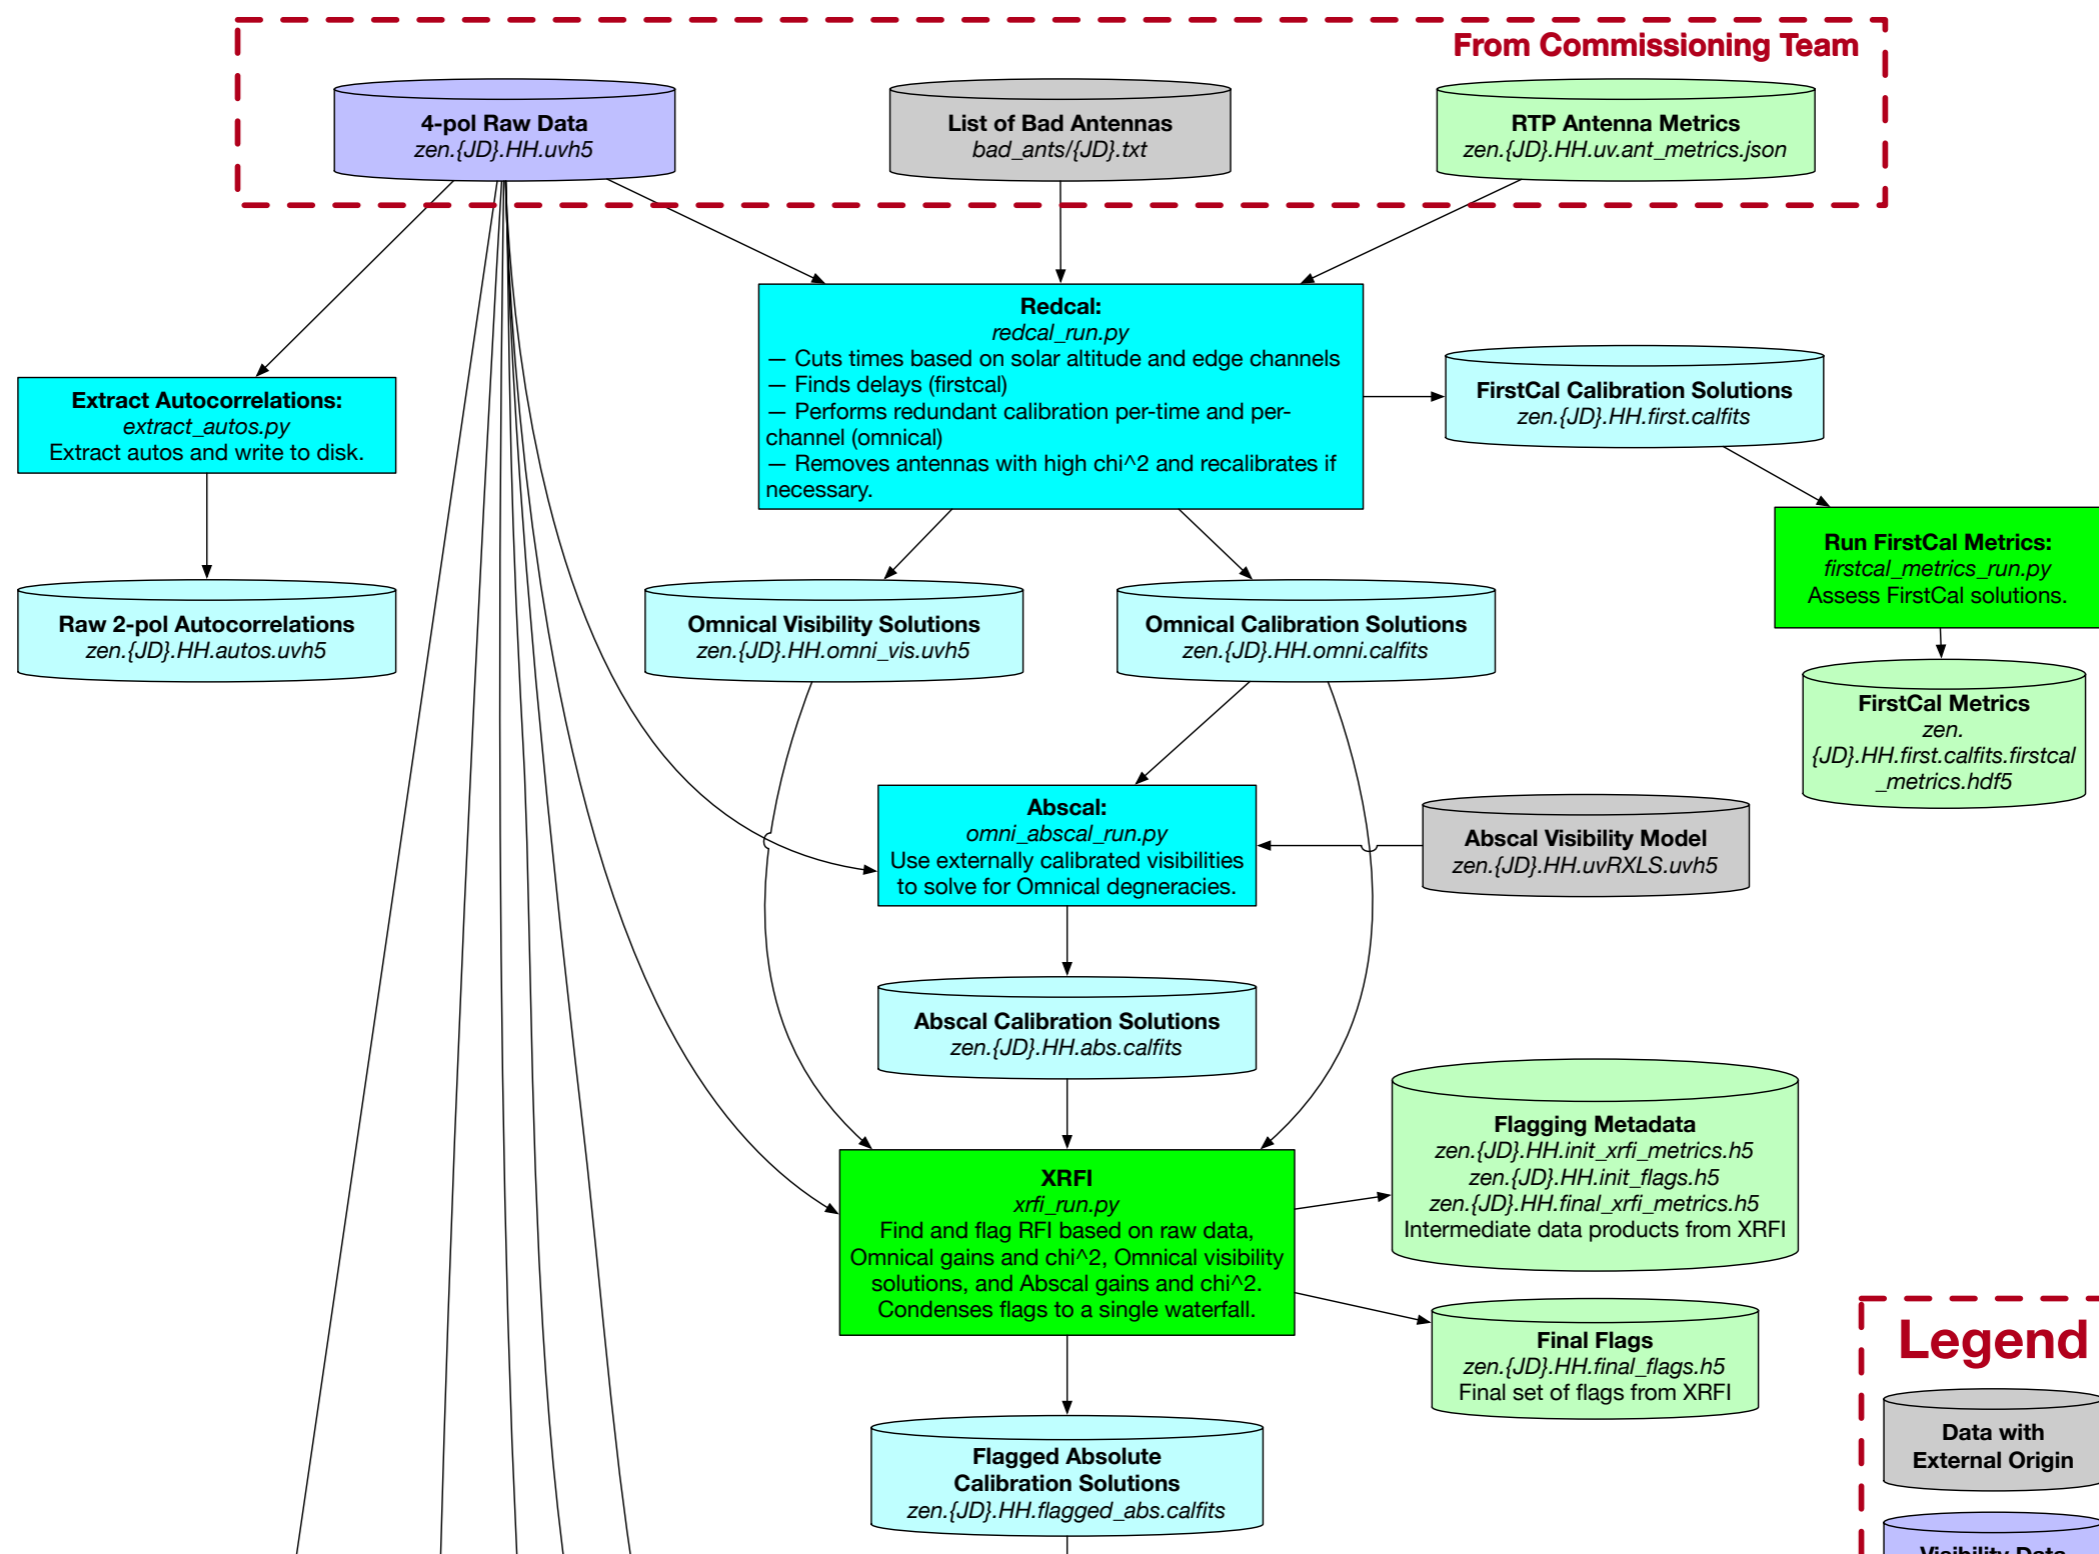 From Commissioning Team
4-pol Raw Data
zen.{JD}.HH.uvh5
List of Bad Antennas
bad_ants/{JD}.txt
RTP Antenna Metrics
zen.{JD}.HH.uv.ant_metrics.json
Redcal:
redcal_run.py
— Cuts times based on solar altitude and edge channels
— Finds delays (firstcal)
— Performs redundant calibration per-time and per-
channel (omnical)
— Removes antennas with high chi^2 and recalibrates if
necessary.
Extract Autocorrelations:
extract_autos.py
Extract autos and write to disk.
FirstCal Calibration Solutions
zen.{JD}.HH.first.calfits
Run FirstCal Metrics:
firstcal_metrics_run.py
Assess FirstCal solutions.
Raw 2-pol Autocorrelations
zen.{JD}.HH.autos.uvh5
Omnical Visibility Solutions
zen.{JD}.HH.omni_vis.uvh5
Omnical Calibration Solutions
zen.{JD}.HH.omni.calfits
FirstCal Metrics
zen.
{JD}.HH.first.calfits.firstcal
_metrics.hdf5
Abscal:
omni_abscal_run.py
Use externally calibrated visibilities
to solve for Omnical degneracies.
Abscal Visibility Model
zen.{JD}.HH.uvRXLS.uvh5
Abscal Calibration Solutions
zen.{JD}.HH.abs.calfits
XRFI
xrfi_run.py
Find and flag RFI based on raw data,
Omnical gains and chi^2, Omnical visibility
solutions, and Abscal gains and chi^2.
Condenses flags to a single waterfall.
Flagging Metadata
zen.{JD}.HH.init_xrfi_metrics.h5
zen.{JD}.HH.init_flags.h5
zen.{JD}.HH.final_xrfi_metrics.h5
Intermediate data products from XRFI
Final Flags
zen.{JD}.HH.final_flags.h5
Final set of flags from XRFI
Flagged Absolute
Calibration Solutions
zen.{JD}.HH.flagged_abs.calfits
Legend
Data with
External Origin
Visibility Data